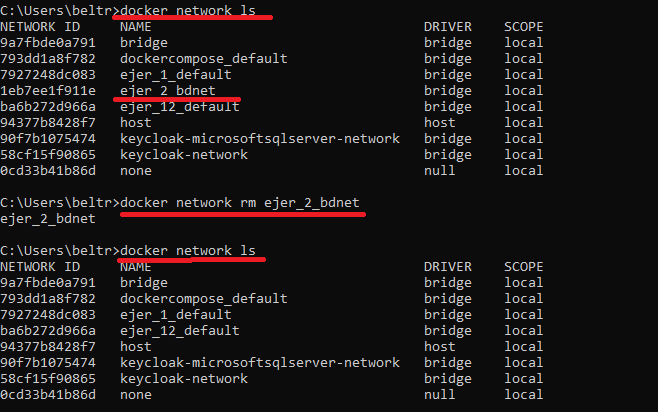 C:\Users\beltr>docker network ls
NETWORK ID NAME DRIVER SCOPE
9a7fbde0a791 bridge bridge local
793dd1a8f782 dockercompose_default bridge local
7927248dc083 ejer_1_default bridge local
1eb7ee1f911e ejer_2_bdnet bridge local
ba6b272d966a ejer_12_default bridge local
94377b8428f7 host host local
90f7b1075474 keycloak-microsoftsqlserver-network bridge local
58cf15f90865 keycloak-network bridge local
0cd33b41b86d none null local
C:\Users\beltr>docker network rm ejer_2_bdnet
ejer_2_bdnet
C:\Users\beltr>docker network ls
NETWORK ID NAME DRIVER SCOPE
9a7fbde0a791 bridge bridge local
793dd1a8f782 dockercompose_default bridge local
7927248dc083 ejer_1_default bridge local
ba6b272d966a ejer_12_default bridge local
94377b8428f7 host host local
90f7b1075474 keycloak-microsoftsqlserver-network bridge local
58cf15f90865 keycloak-network bridge local
0cd33b41b86d none null local